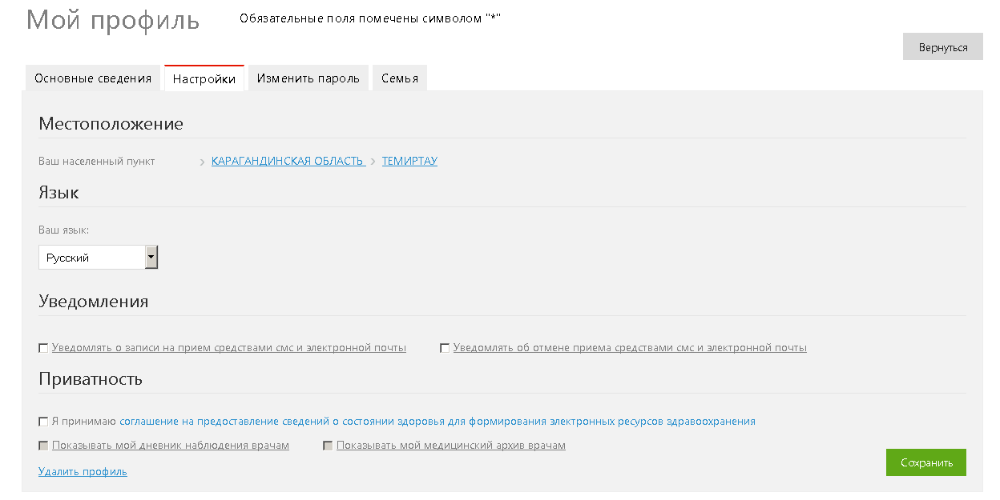 Мой профиль
Обязательные поля помечены символом "*"
Вернуться
Основные сведения Настройки Изменить пароль Семья
Местоположение
Ваш населенный пункт КАРАГАНДИНСКАЯ ОБЛАСТЬ ТЕМИРТАУ
Язык
Ваш язык:
Русский
Уведомления
Уведомлять о записи на прием средствами смс и электронной почты Уведомлять об отмене приема средствами смс и электронной почты
Приватность
Я принимаю соглашение на предоставление сведений о состоянии здоровья для формирования электронных ресурсов здравоохранения
Показывать мой дневник наблюдения врачам Показывать мой медицинский архив врачам
Удалить профиль
Сохранить